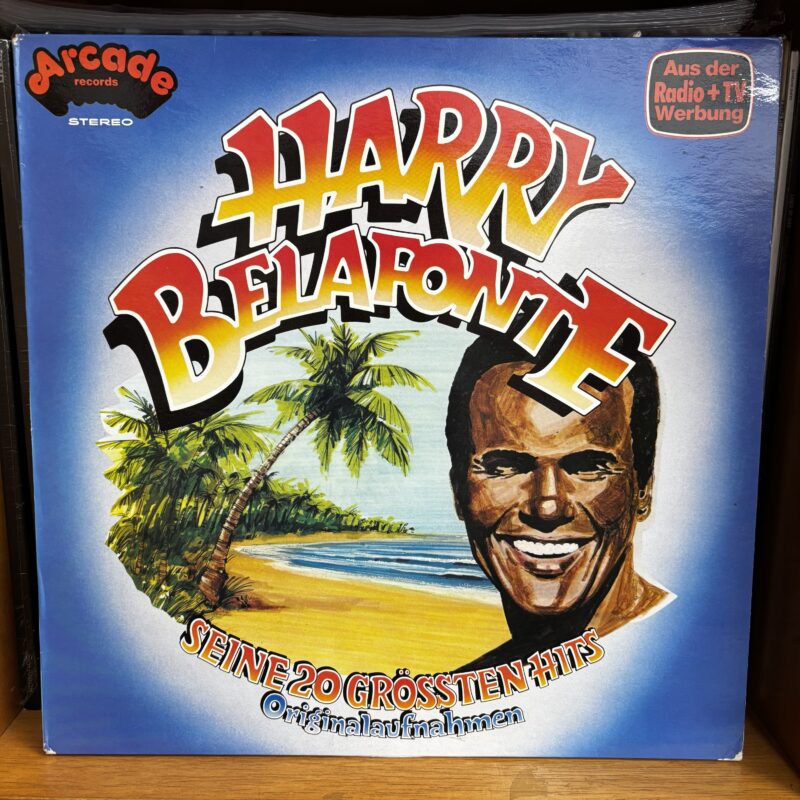 Arcade
records
STEREO
Aus der
Radio + TV
Werbung
HARRY
BELAFONTE
SEINE 20 GRÖSSTEN HITS
Originalaufnahmen